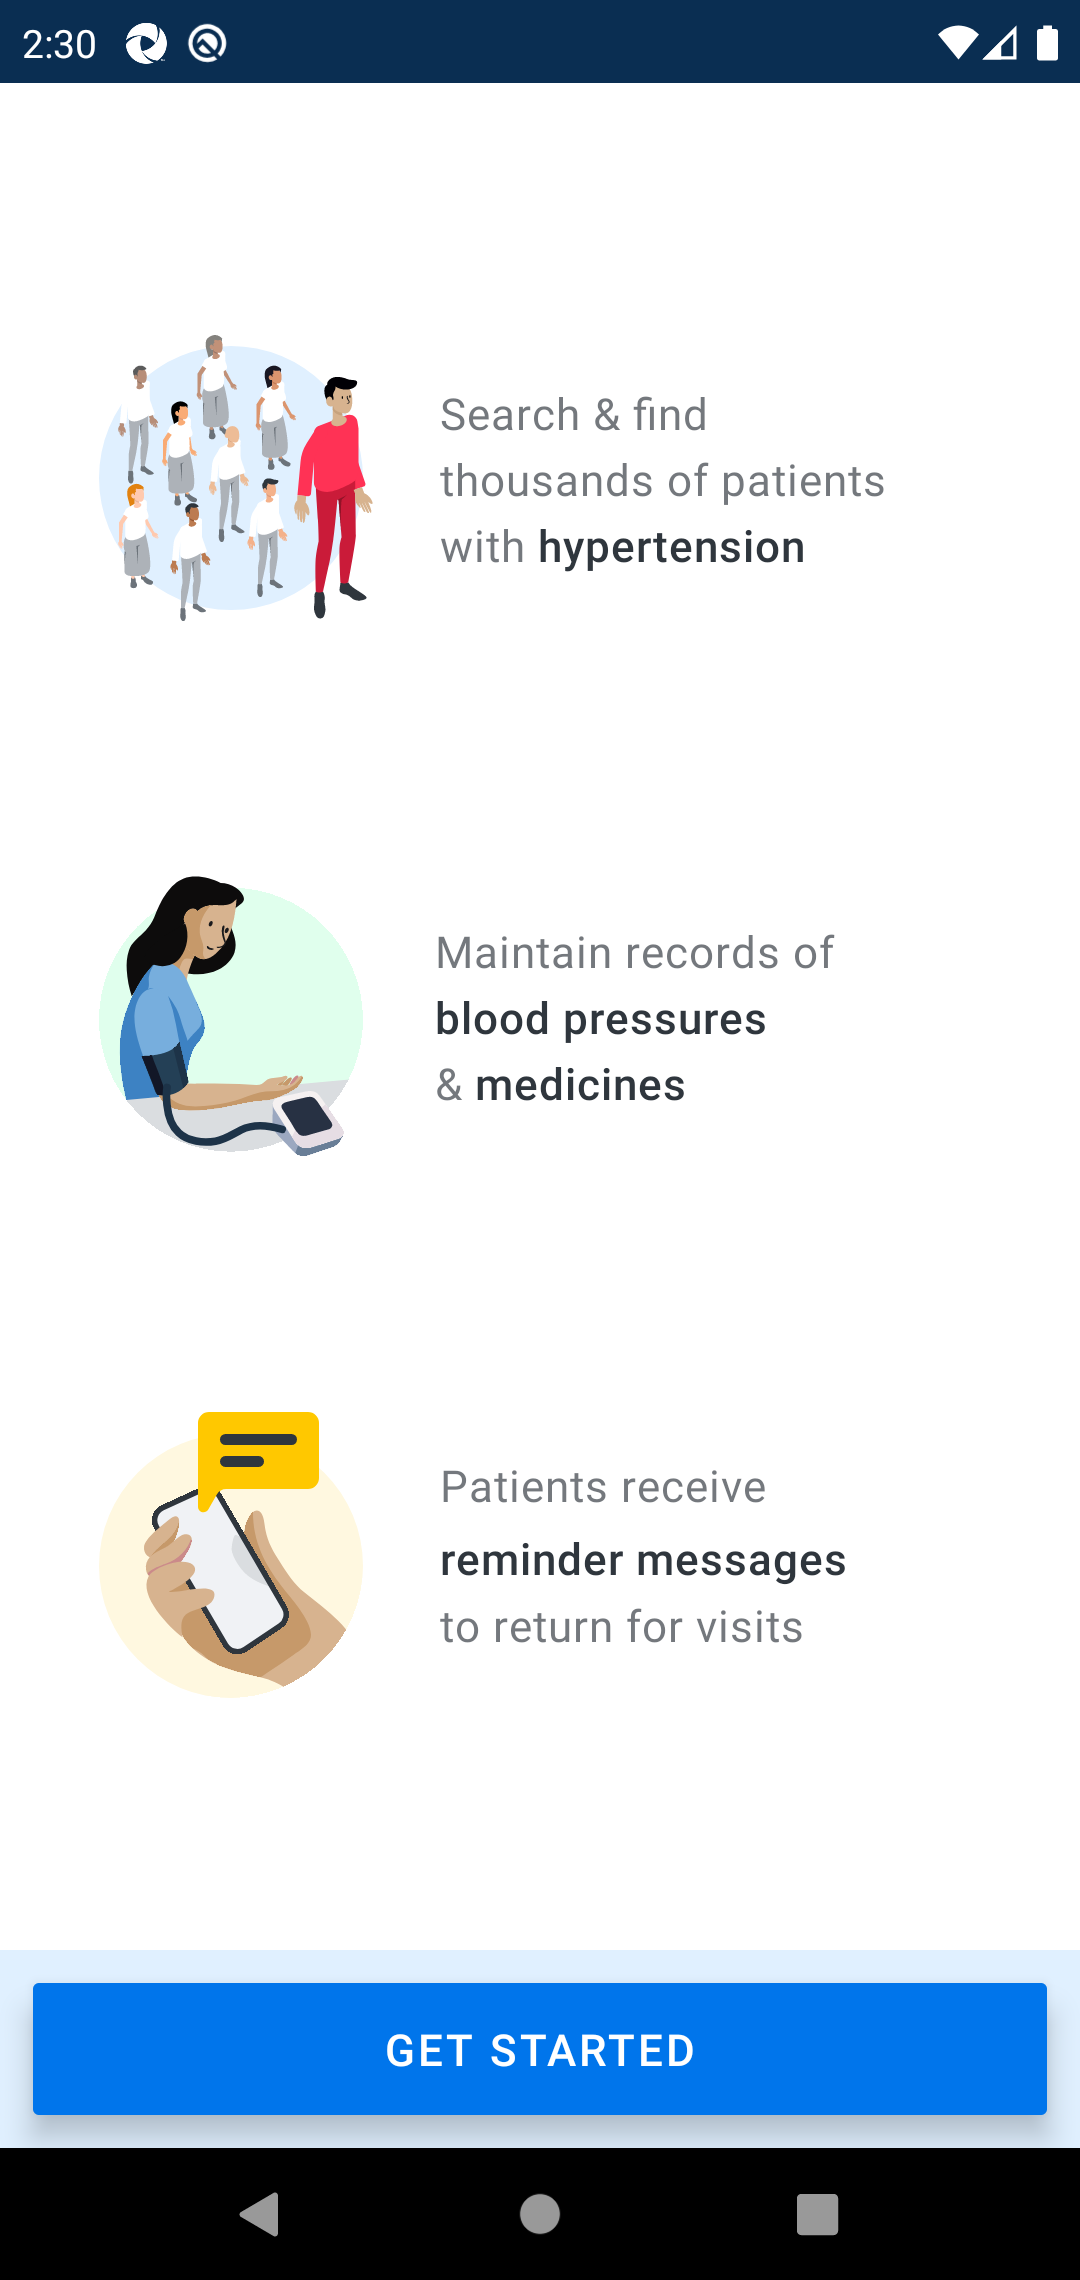 2:30
Search & find
thousands of patients
with hypertension
Maintain records of
blood pressures
& medicines
Patients receive
reminder messages
to return for visits
GET STARTED